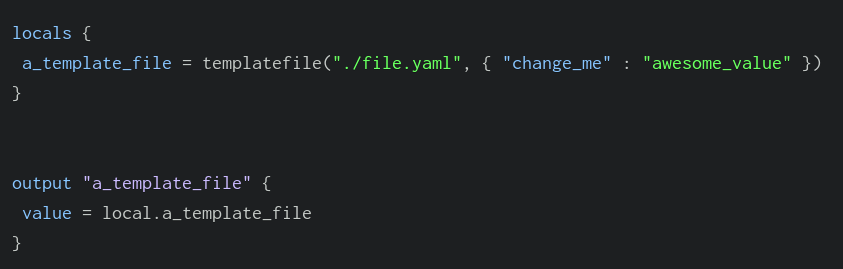 locals {
 a_template_file = templatefile("./file.yaml", { "change_me" : "awesome_value" })
}
output "a_template_file" {
 value = local.a_template_file
}